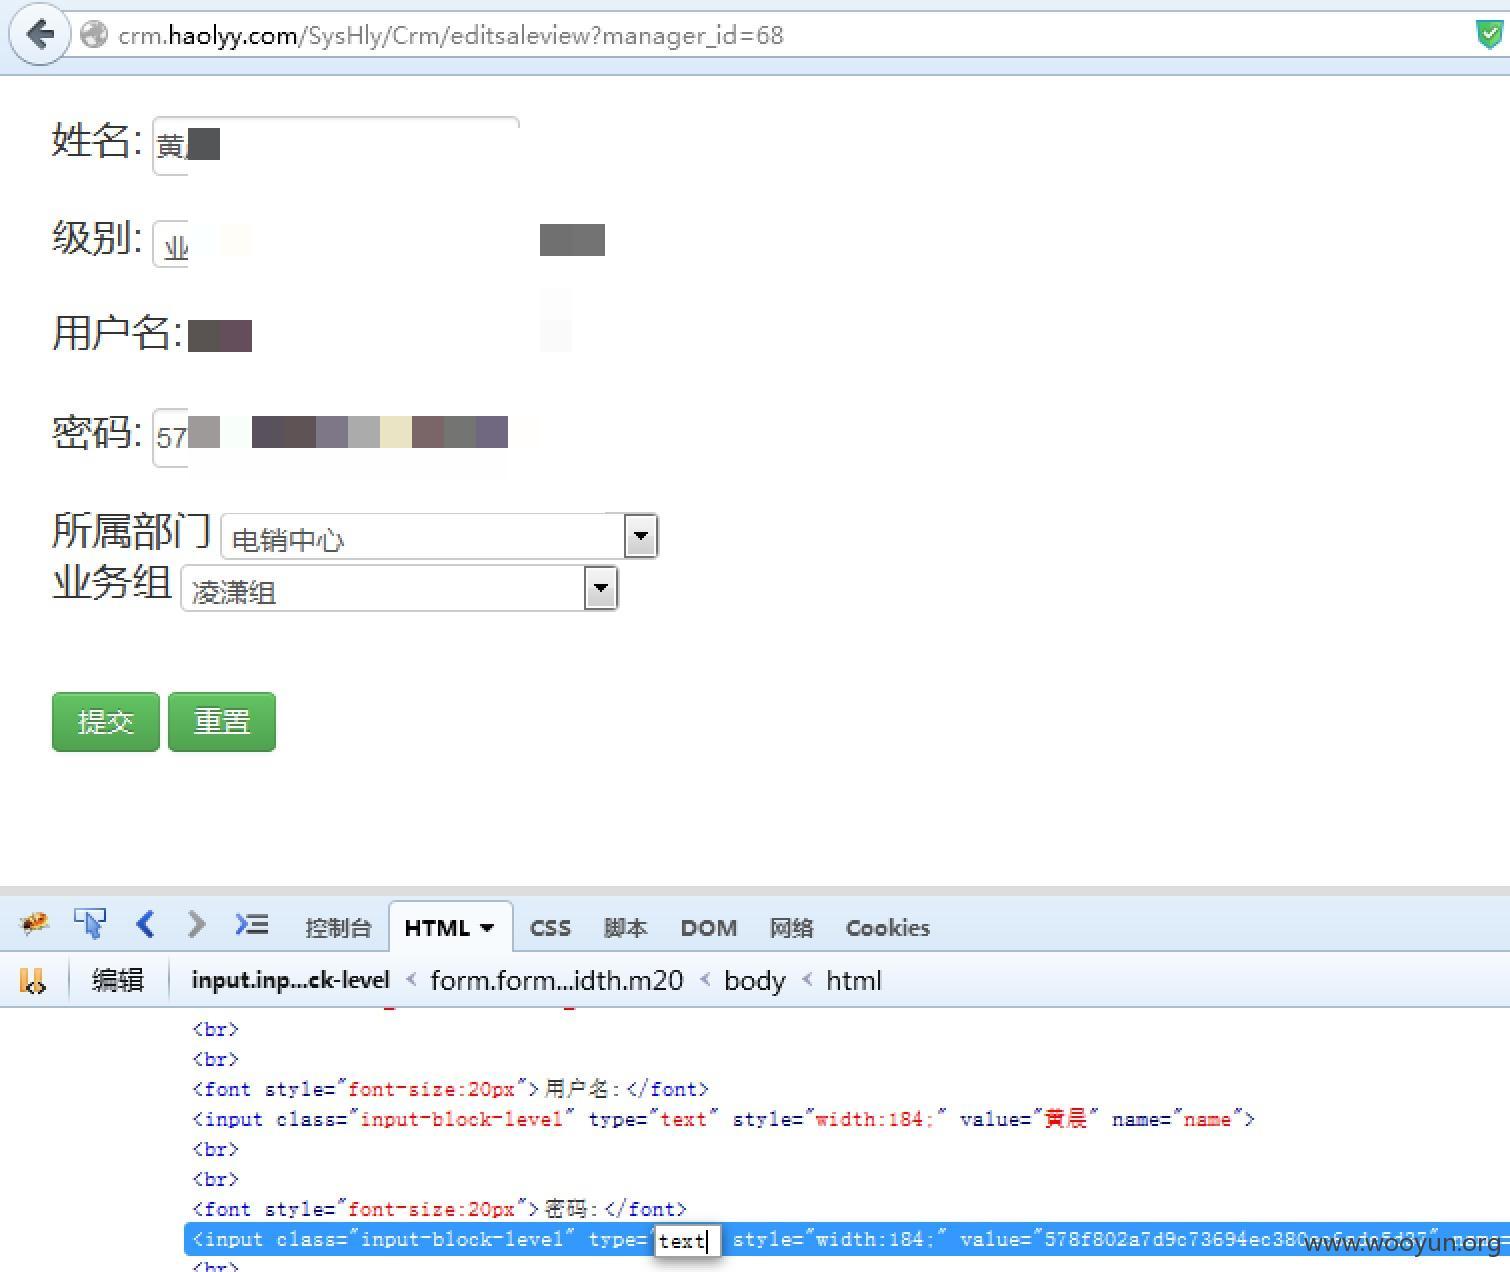 crm.haolyy.com/SysHly/Crm/editsaleview?manager_id=68
姓名: 黄
级别: 业
用户名:
密码: 57
所属部门 电销中心
业务组 凌潇组
提交 重置
控制台 HTML CSS 脚本 DOM 网络 Cookies
编辑 input.inp...ck-level < form.form...idth.m20 < body < html
<br>
<br>
<font style="font-size:20px">用户名:</font>
<input class="input-block-level" type="text" style="width:184;" value="黄晨" name="name">
<br>
<br>
<font style="font-size:20px">密码:</font>
<input class="input-block-level" type="text style="width:184;" value="578f802a7d9c73694ec380
www.wooyun.org
<br>